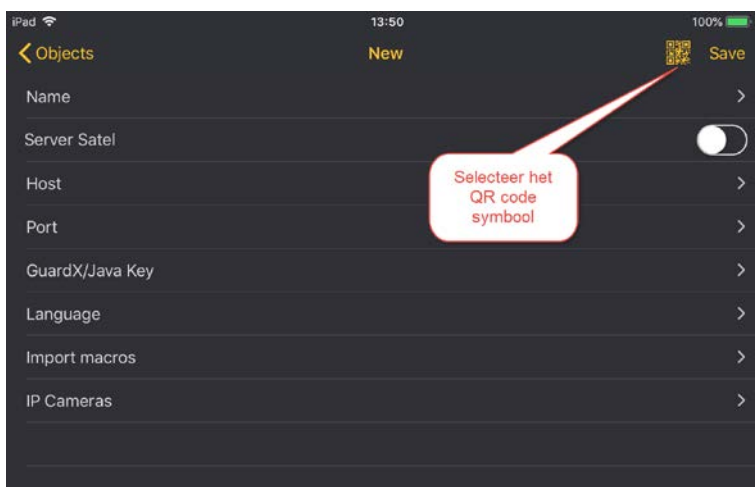 iPad 13:50 100%
Objects New Save
Name
Server Satel
Host
Selecteer het
QR code
symbool
Port
GuardX/Java Key
Language
Import macros
IP Cameras